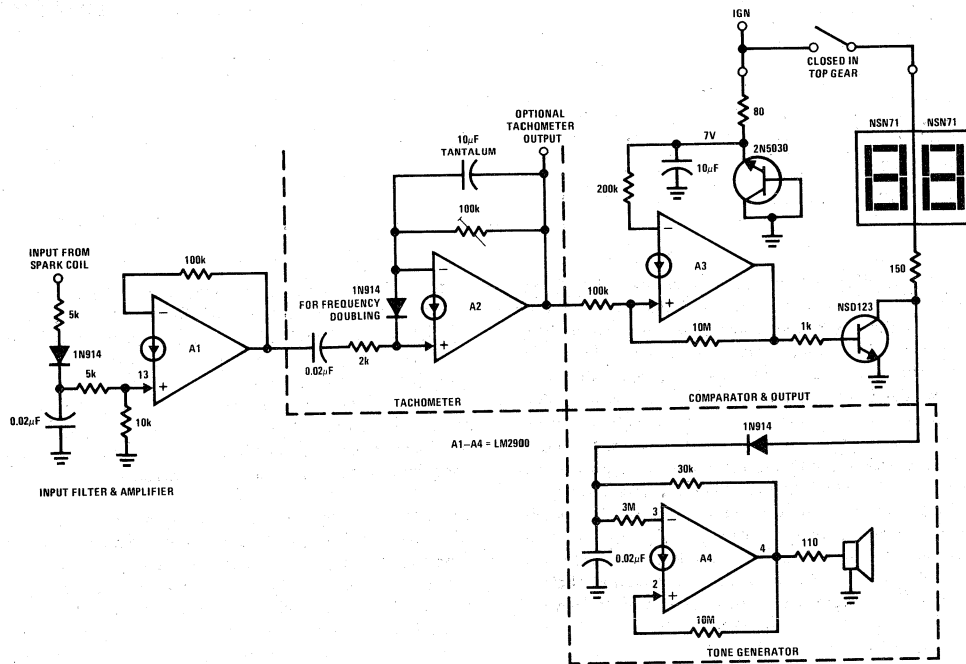 IGN
CLOSED IN
TOP GEAR
80
NSN71
NSN71
7V
2N5030
10µF
200k
OPTIONAL
TACHOMETER
OUTPUT
10µF
TANTALUM
100k
INPUT FROM
SPARK COIL
5k
1N914
100k
−
A1
5k
13
+
10k
0.02µF
1N914
FOR FREQUENCY
DOUBLING
−
A2
+
0.02µF
2k
100k
−
A3
+
10M
1k
NSD123
150
TACHOMETER
COMPARATOR & OUTPUT
A1–A4 = LM2900
INPUT FILTER & AMPLIFIER
1N914
30k
3M
3
−
A4
4
110
0.02µF
2
+
10M
TONE GENERATOR